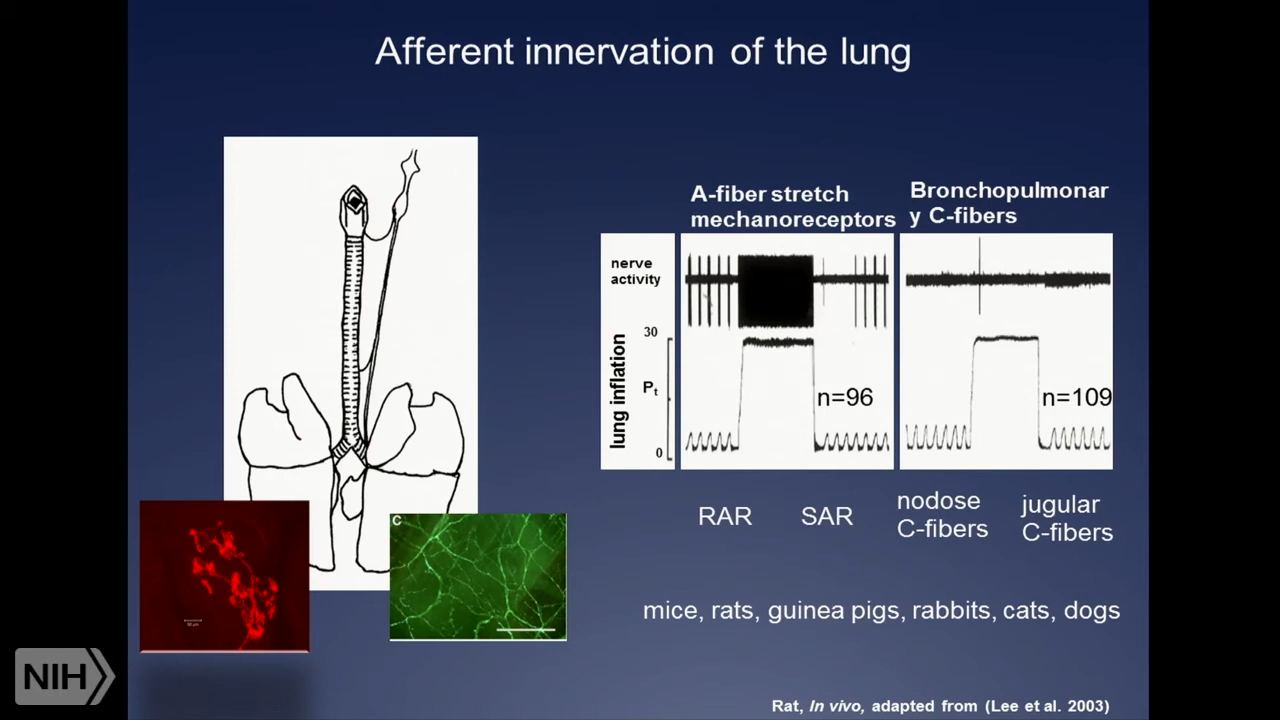 Afferent innervation of the lung
A-fiber stretch
mechanoreceptors
Bronchopulmonar
y C-fibers
nerve
activity
30
lung inflation
Pt
0
n=96
n=109
RAR
SAR
nodose
C-fibers
jugular
C-fibers
C
mice, rats, guinea pigs, rabbits, cats, dogs
NIH
Rat, In vivo, adapted from (Lee et al. 2003)